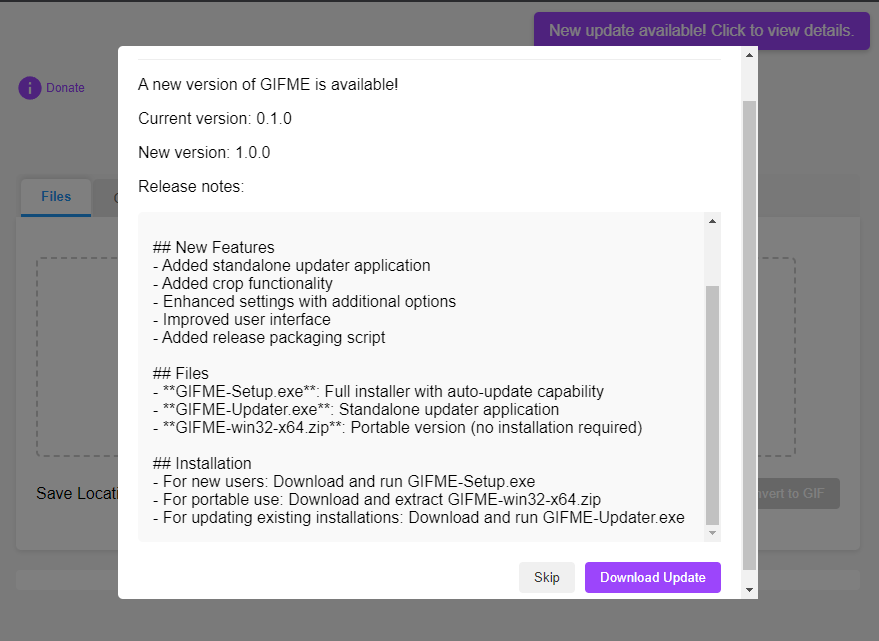 New update available! Click to view details.
Donate
A new version of GIFME is available!
Current version: 0.1.0
New version: 1.0.0
Release notes:
Files
## New Features
- Added standalone updater application
- Added crop functionality
- Enhanced settings with additional options
- Improved user interface
- Added release packaging script
## Files
- **GIFME-Setup.exe**: Full installer with auto-update capability
- **GIFME-Updater.exe**: Standalone updater application
- **GIFME-win32-x64.zip**: Portable version (no installation required)
## Installation
- For new users: Download and run GIFME-Setup.exe
- For portable use: Download and extract GIFME-win32-x64.zip
- For updating existing installations: Download and run GIFME-Updater.exe
Save Locati
vert to GIF
Skip
Download Update